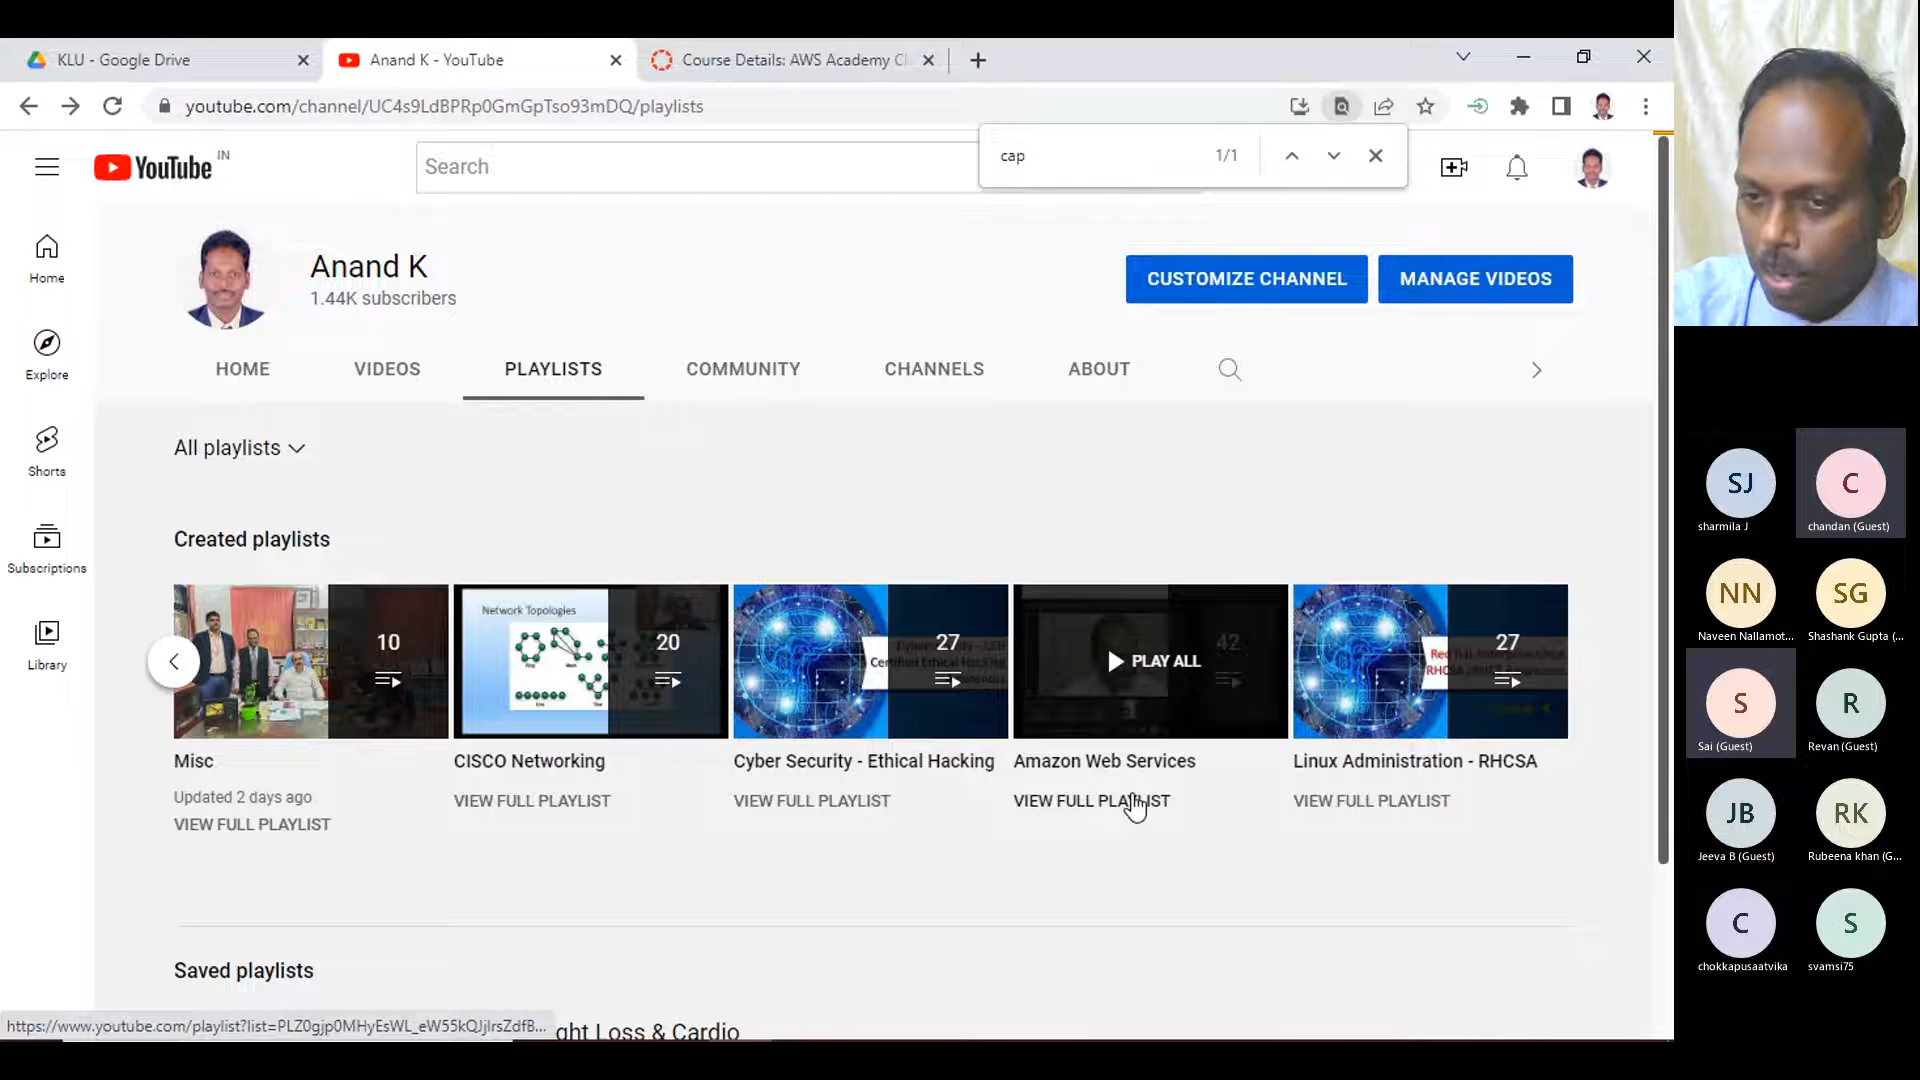 KLU - Google Drive
Anand K - YouTube
Course Details: AWS Academy Cl
youtube.com/channel/UC4s9LdBPRp0GmGpTso93mDQ/playlists
cap
1/1
YouTube
IN
Search
Home
Explore
Shorts
Subscriptions
Library
Anand K
1.44K subscribers
CUSTOMIZE CHANNEL
MANAGE VIDEOS
HOME
VIDEOS
PLAYLISTS
COMMUNITY
CHANNELS
ABOUT
All playlists
Created playlists
10
Misc
Updated 2 days ago
VIEW FULL PLAYLIST
Network Topologies
20
CISCO Networking
VIEW FULL PLAYLIST
27
Cyber Security - Ethical Hacking
VIEW FULL PLAYLIST
PLAY ALL
42
Amazon Web Services
VIEW FULL PLAYLIST
27
Linux Administration - RHCSA
VIEW FULL PLAYLIST
Saved playlists
ght Loss & Cardio
https://www.youtube.com/playlist?list=PLZ0gjp0MHyEsWL_eW55kQJjIrsZdfB...
SJ
sharmila J
C
chandan (Guest)
NN
Naveen Nallamot...
SG
Shashank Gupta (...
S
Sai (Guest)
R
Revan (Guest)
JB
Jeeva B (Guest)
RK
Rubeena khan (G...
C
chokkapusaatvika
S
svamsi75